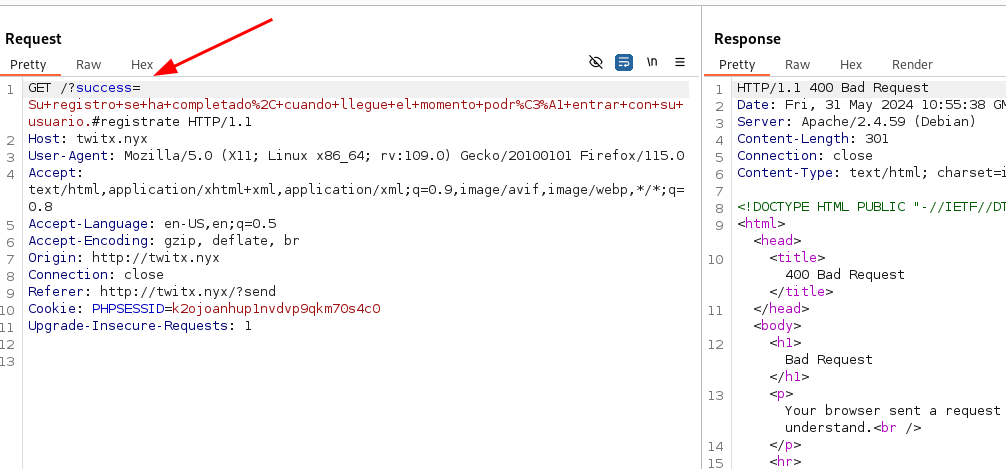 Request
Pretty Raw Hex
\n
1 GET /?success=
Su+registro+se+ha+completado%2C+cuando+llegue+el+momento+podr%C3%A1+entrar+con+su+
usuario.#registrate HTTP/1.1
2 Host: twitx.nyx
3 User-Agent: Mozilla/5.0 (X11; Linux x86_64; rv:109.0) Gecko/20100101 Firefox/115.0
4 Accept:
text/html,application/xhtml+xml,application/xml;q=0.9,image/avif,image/webp,*/*;q=
0.8
5 Accept-Language: en-US,en;q=0.5
6 Accept-Encoding: gzip, deflate, br
7 Origin: http://twitx.nyx
8 Connection: close
9 Referer: http://twitx.nyx/?send
10 Cookie: PHPSESSID=k2ojoanhup1nvdvp9qkm70s4c0
11 Upgrade-Insecure-Requests: 1
12
13
Response
Pretty Raw Hex Render
1 HTTP/1.1 400 Bad Request
2 Date: Fri, 31 May 2024 10:55:38 GM
3 Server: Apache/2.4.59 (Debian)
4 Content-Length: 301
5 Connection: close
6 Content-Type: text/html; charset=i
7
8 <!DOCTYPE HTML PUBLIC "-//IETF//DT
9 <html>
<head>
10 <title>
400 Bad Request
</title>
11 </head>
<body>
12 <h1>
Bad Request
</h1>
13 <p>
Your browser sent a request
understand.<br />
14 </p>
15 <hr>